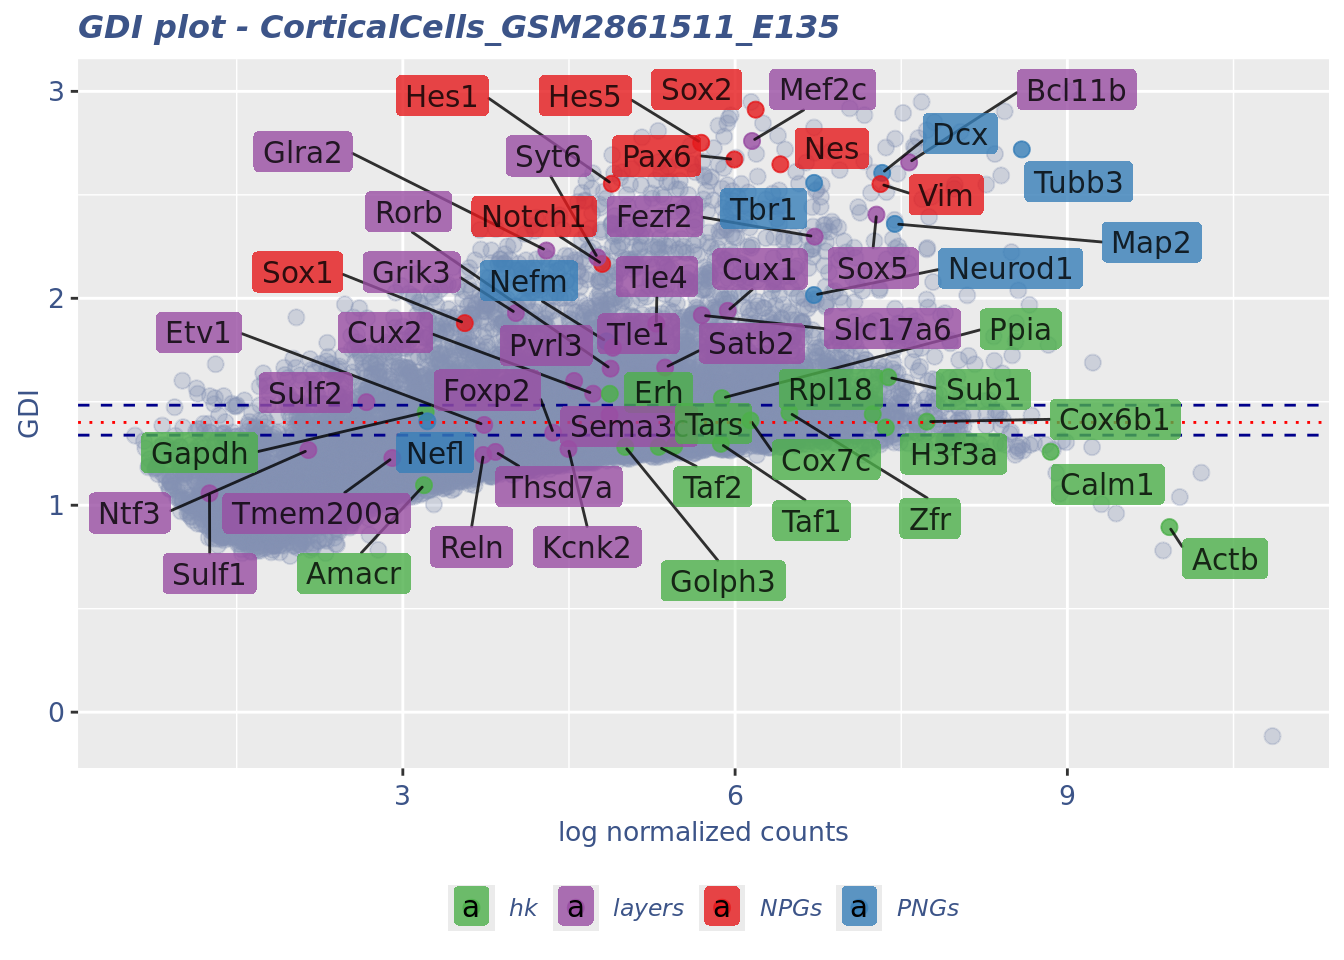 GDI plot - CorticalCells_GSM2861511_E135
3
Hes1 Hes5 Sox2 Mef2c Bcl11b
Glra2 Syt6 Pax6 Nes Dcx
Tubb3
Rorb Notch1 Fezf2 Tbr1 Vim
Map2
Sox1 Grik3 Nefm Tle4 Cux1 Sox5 Neurod1
2
Etv1 Cux2 Pvrl3 Tle1 Satb2 Slc17a6 Ppia
Sulf2 Foxp2 Erh Rpl18 Sub1
GDI
Sema3c Tars Cox6b1
Gapdh Nefl Cox7c H3f3a
Thsd7a Taf2 Calm1
1
Ntf3 Tmem200a Taf1 Zfr
Reln Kcnk2
Sulf1 Amacr Golph3 Actb
0
3 6 9
log normalized counts
a hk a layers a NPGs a PNGs